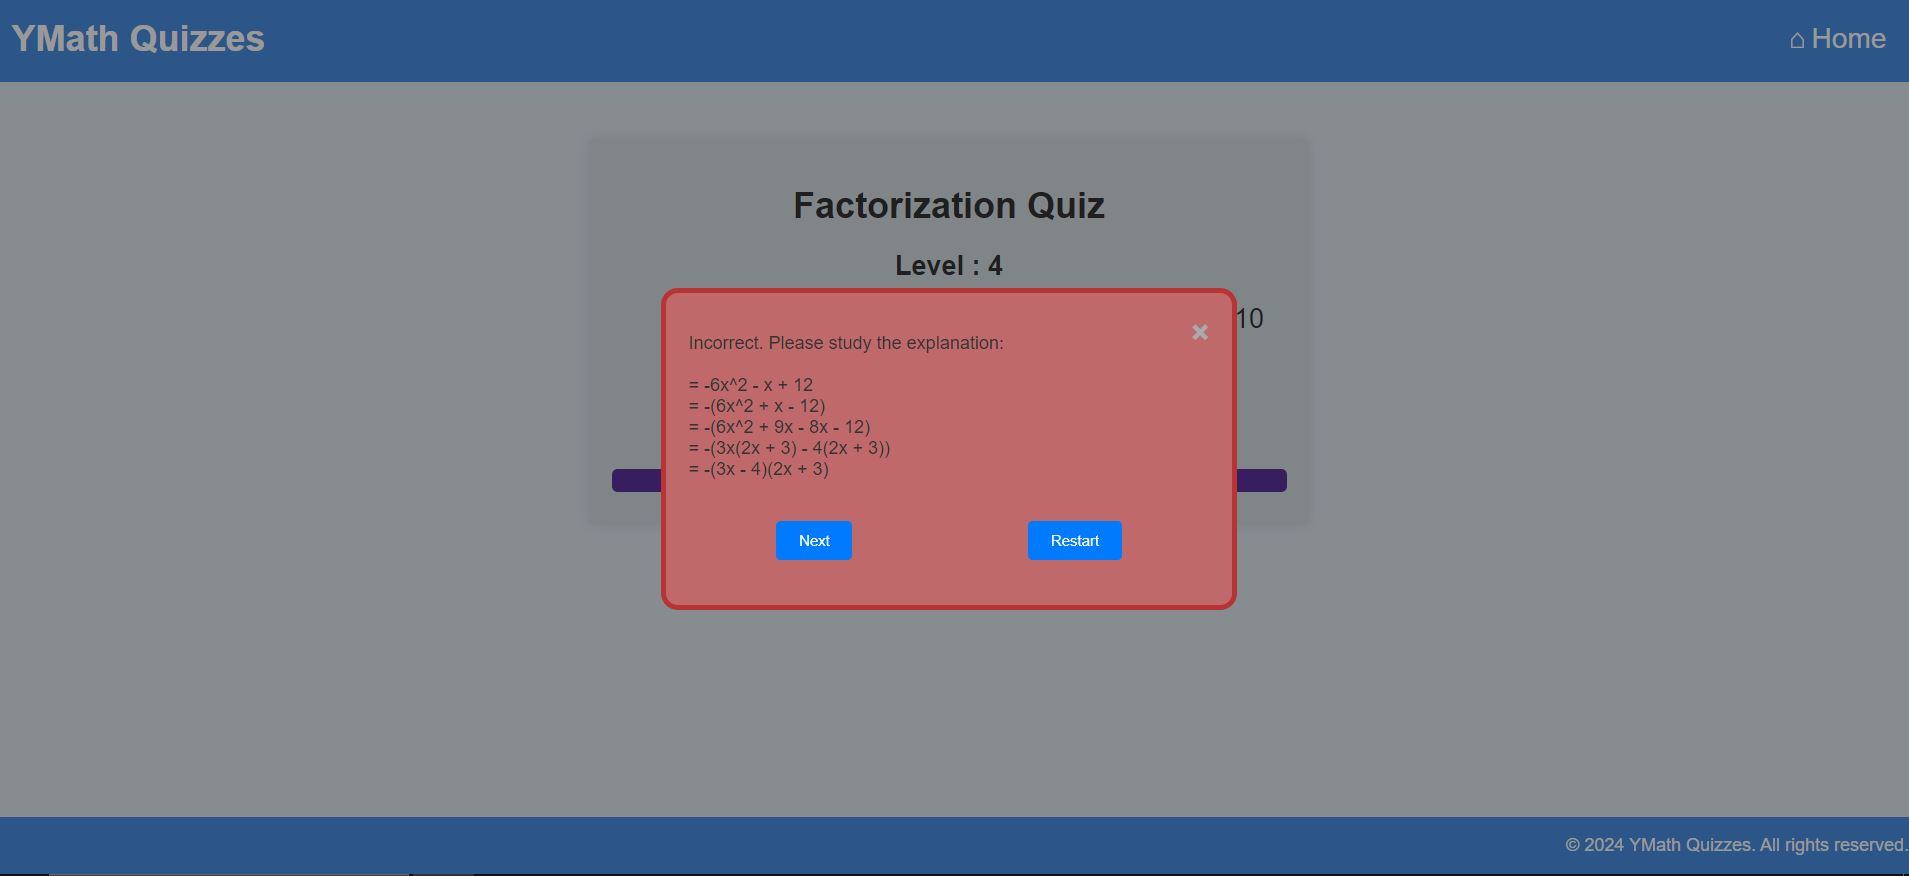 YMath Quizzes
⌂ Home
Factorization Quiz
Level : 4
10
Incorrect. Please study the explanation:
= -6x^2 - x + 12
= -(6x^2 + x - 12)
= -(6x^2 + 9x - 8x - 12)
= -(3x(2x + 3) - 4(2x + 3))
= -(3x - 4)(2x + 3)
Next Restart
© 2024 YMath Quizzes. All rights reserved.